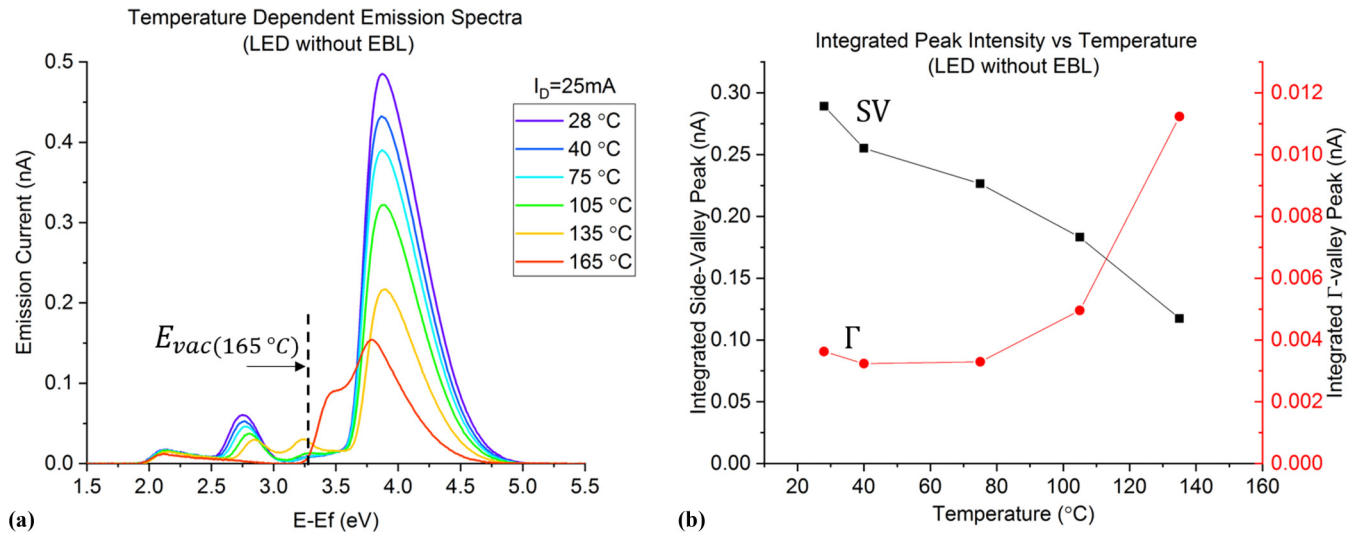 Temperature Dependent Emission Spectra
(LED without EBL)
Emission Current (nA)
0.5
0.4
0.3
0.2
0.1
0.0
I_D=25mA
28 °C
40 °C
75 °C
105 °C
135 °C
165 °C
E_vac(165 °C)
1.5 2.0 2.5 3.0 3.5 4.0 4.5 5.0 5.5
E-Ef (eV)
(a)
Integrated Peak Intensity vs Temperature
(LED without EBL)
Integrated Side-Valley Peak (nA)
0.30
0.25
0.20
0.15
0.10
0.05
0.00
SV
Γ
0.012
0.010
0.008
0.006
0.004
0.002
0.000
Integrated Γ-valley Peak (nA)
20 40 60 80 100 120 140 160
Temperature (°C)
(b)